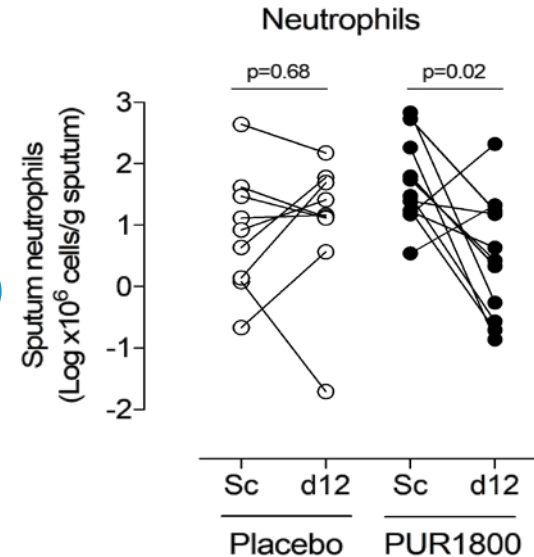 Neutrophils
p=0.68
p=0.02
Sputum neutrophils
(Log x10⁶ cells/g sputum)
3
2
1
0
-1
-2
Sc d12 Sc d12
Placebo PUR1800